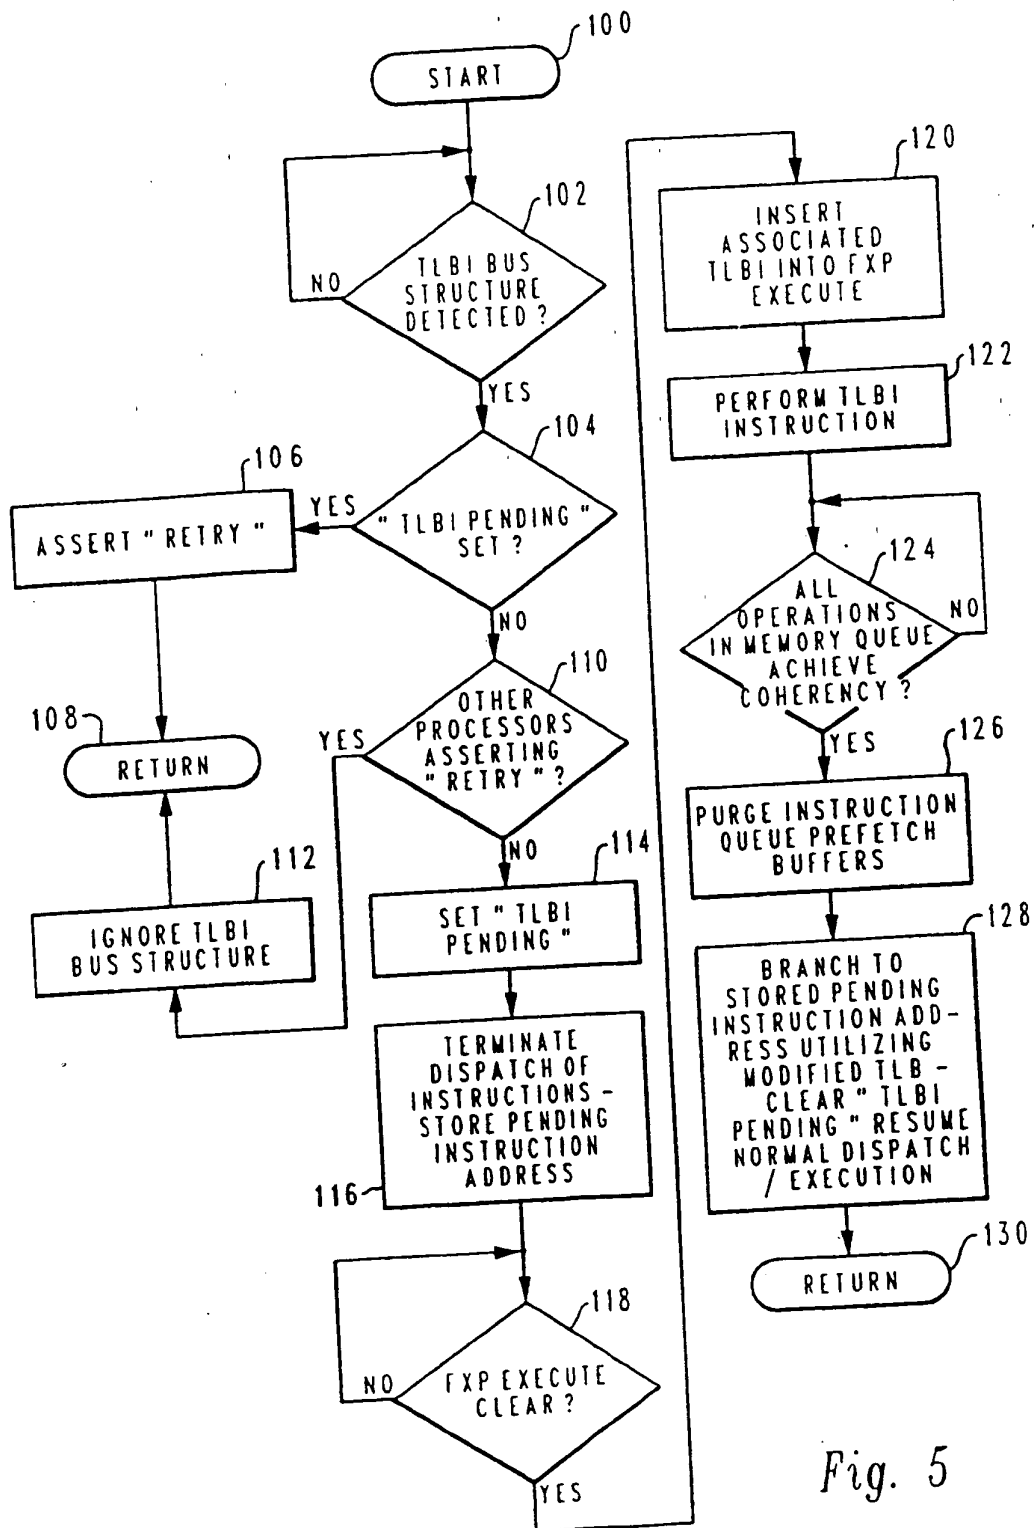 100
START
102
TLBI BUS
STRUCTURE
DETECTED ?
NO
YES
104
" TLBI PENDING "
SET ?
YES
106
ASSERT " RETRY "
NO
108
RETURN
110
OTHER
PROCESSORS
ASSERTING
" RETRY " ?
YES
NO
112
IGNORE TLBI
BUS STRUCTURE
114
SET " TLBI
PENDING "
TERMINATE
DISPATCH OF
INSTRUCTIONS -
STORE PENDING
INSTRUCTION
ADDRESS
116
118
FXP EXECUTE
CLEAR ?
NO
YES
120
INSERT
ASSOCIATED
TLBI INTO FXP
EXECUTE
122
PERFORM TLBI
INSTRUCTION
124
ALL
OPERATIONS
IN MEMORY QUEUE
ACHIEVE
COHERENCY ?
NO
YES
126
PURGE INSTRUCTION
QUEUE PREFETCH
BUFFERS
128
BRANCH TO
STORED PENDING
INSTRUCTION ADD-
RESS UTILIZING
MODIFIED TLB -
CLEAR " TLBI
PENDING " RESUME
NORMAL DISPATCH
/ EXECUTION
130
RETURN
Fig. 5